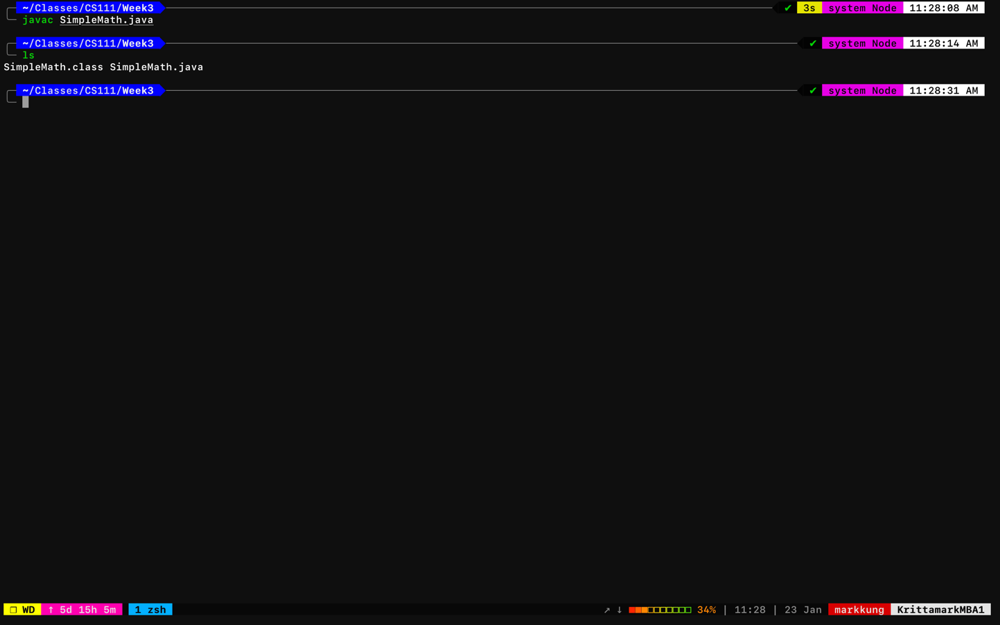 ~/Classes/CS111/Week3 ✔ 3s system Node 11:28:08 AM
javac SimpleMath.java
~/Classes/CS111/Week3 ✔ system Node 11:28:14 AM
ls
SimpleMath.class SimpleMath.java
~/Classes/CS111/Week3 ✔ system Node 11:28:31 AM
❐ WD ↑ 5d 15h 5m 1 zsh ↗ ↓ 34% | 11:28 | 23 Jan markkung KrittamarkMBA1